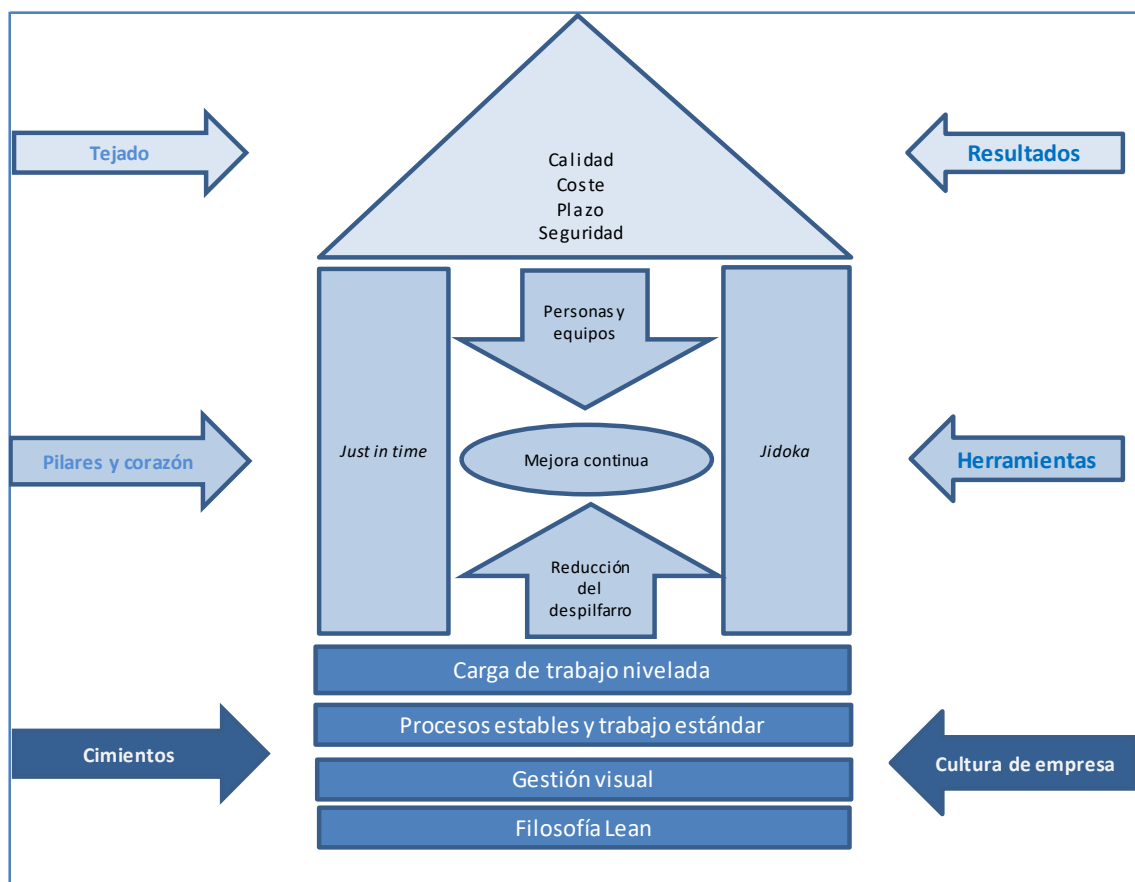 Calidad
Coste
Plazo
Seguridad
Tejado
Resultados
Personas y
equipos
Just in time
Mejora continua
Jidoka
Pilares y corazón
Herramientas
Reducción
del
despilfarro
Carga de trabajo nivelada
Procesos estables y trabajo estándar
Cimientos
Cultura de empresa
Gestión visual
Filosofía Lean